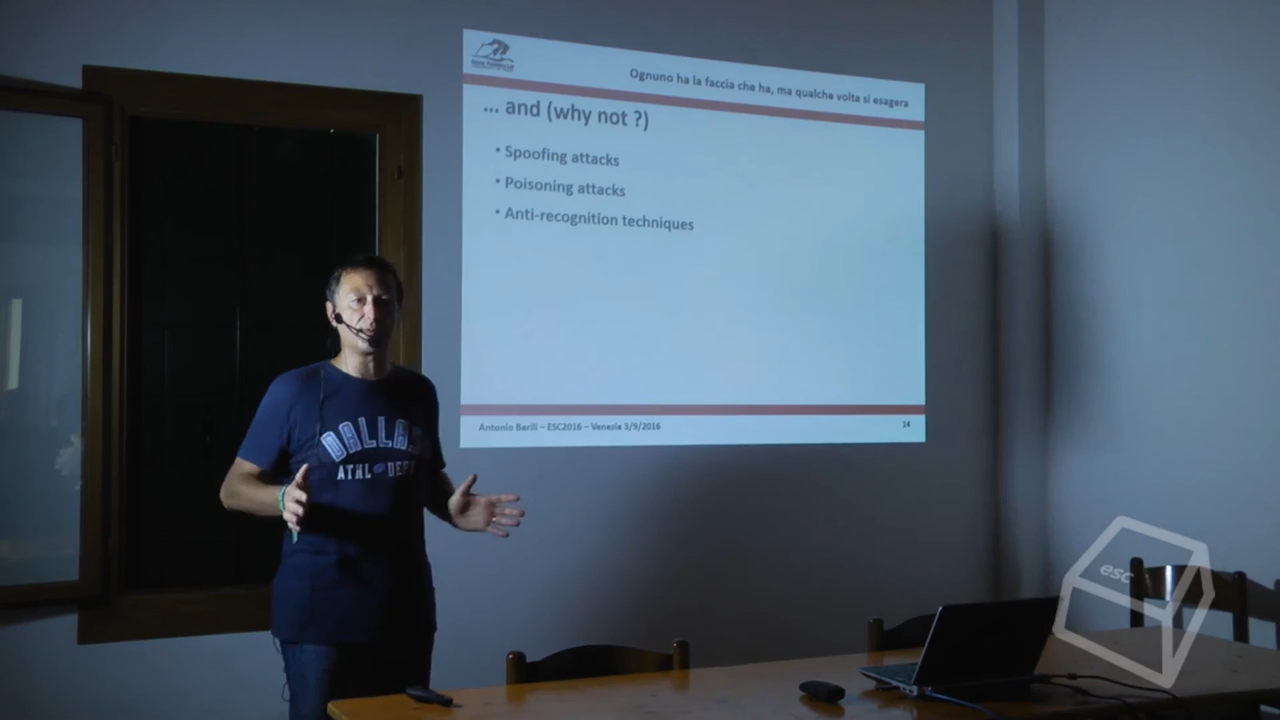 Ognuno ha la faccia che ha, ma qualche volta si esagera
... and (why not ?)
• Spoofing attacks
• Poisoning attacks
• Anti-recognition techniques
Antonio Barili – ESC2016 – Venezia 3/9/2016
14
DALLAS
ATHL DEPT
esc